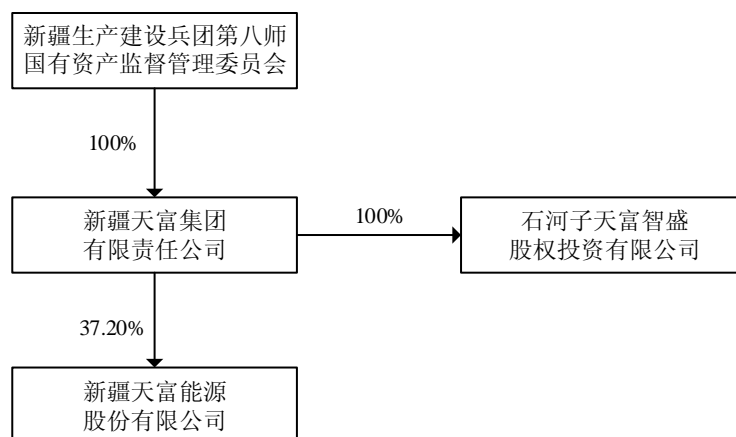 新疆生产建设兵团第八师
国有资产监督管理委员会
100%
新疆天富集团
有限责任公司
100%
石河子天富智盛
股权投资有限公司
37.20%
新疆天富能源
股份有限公司